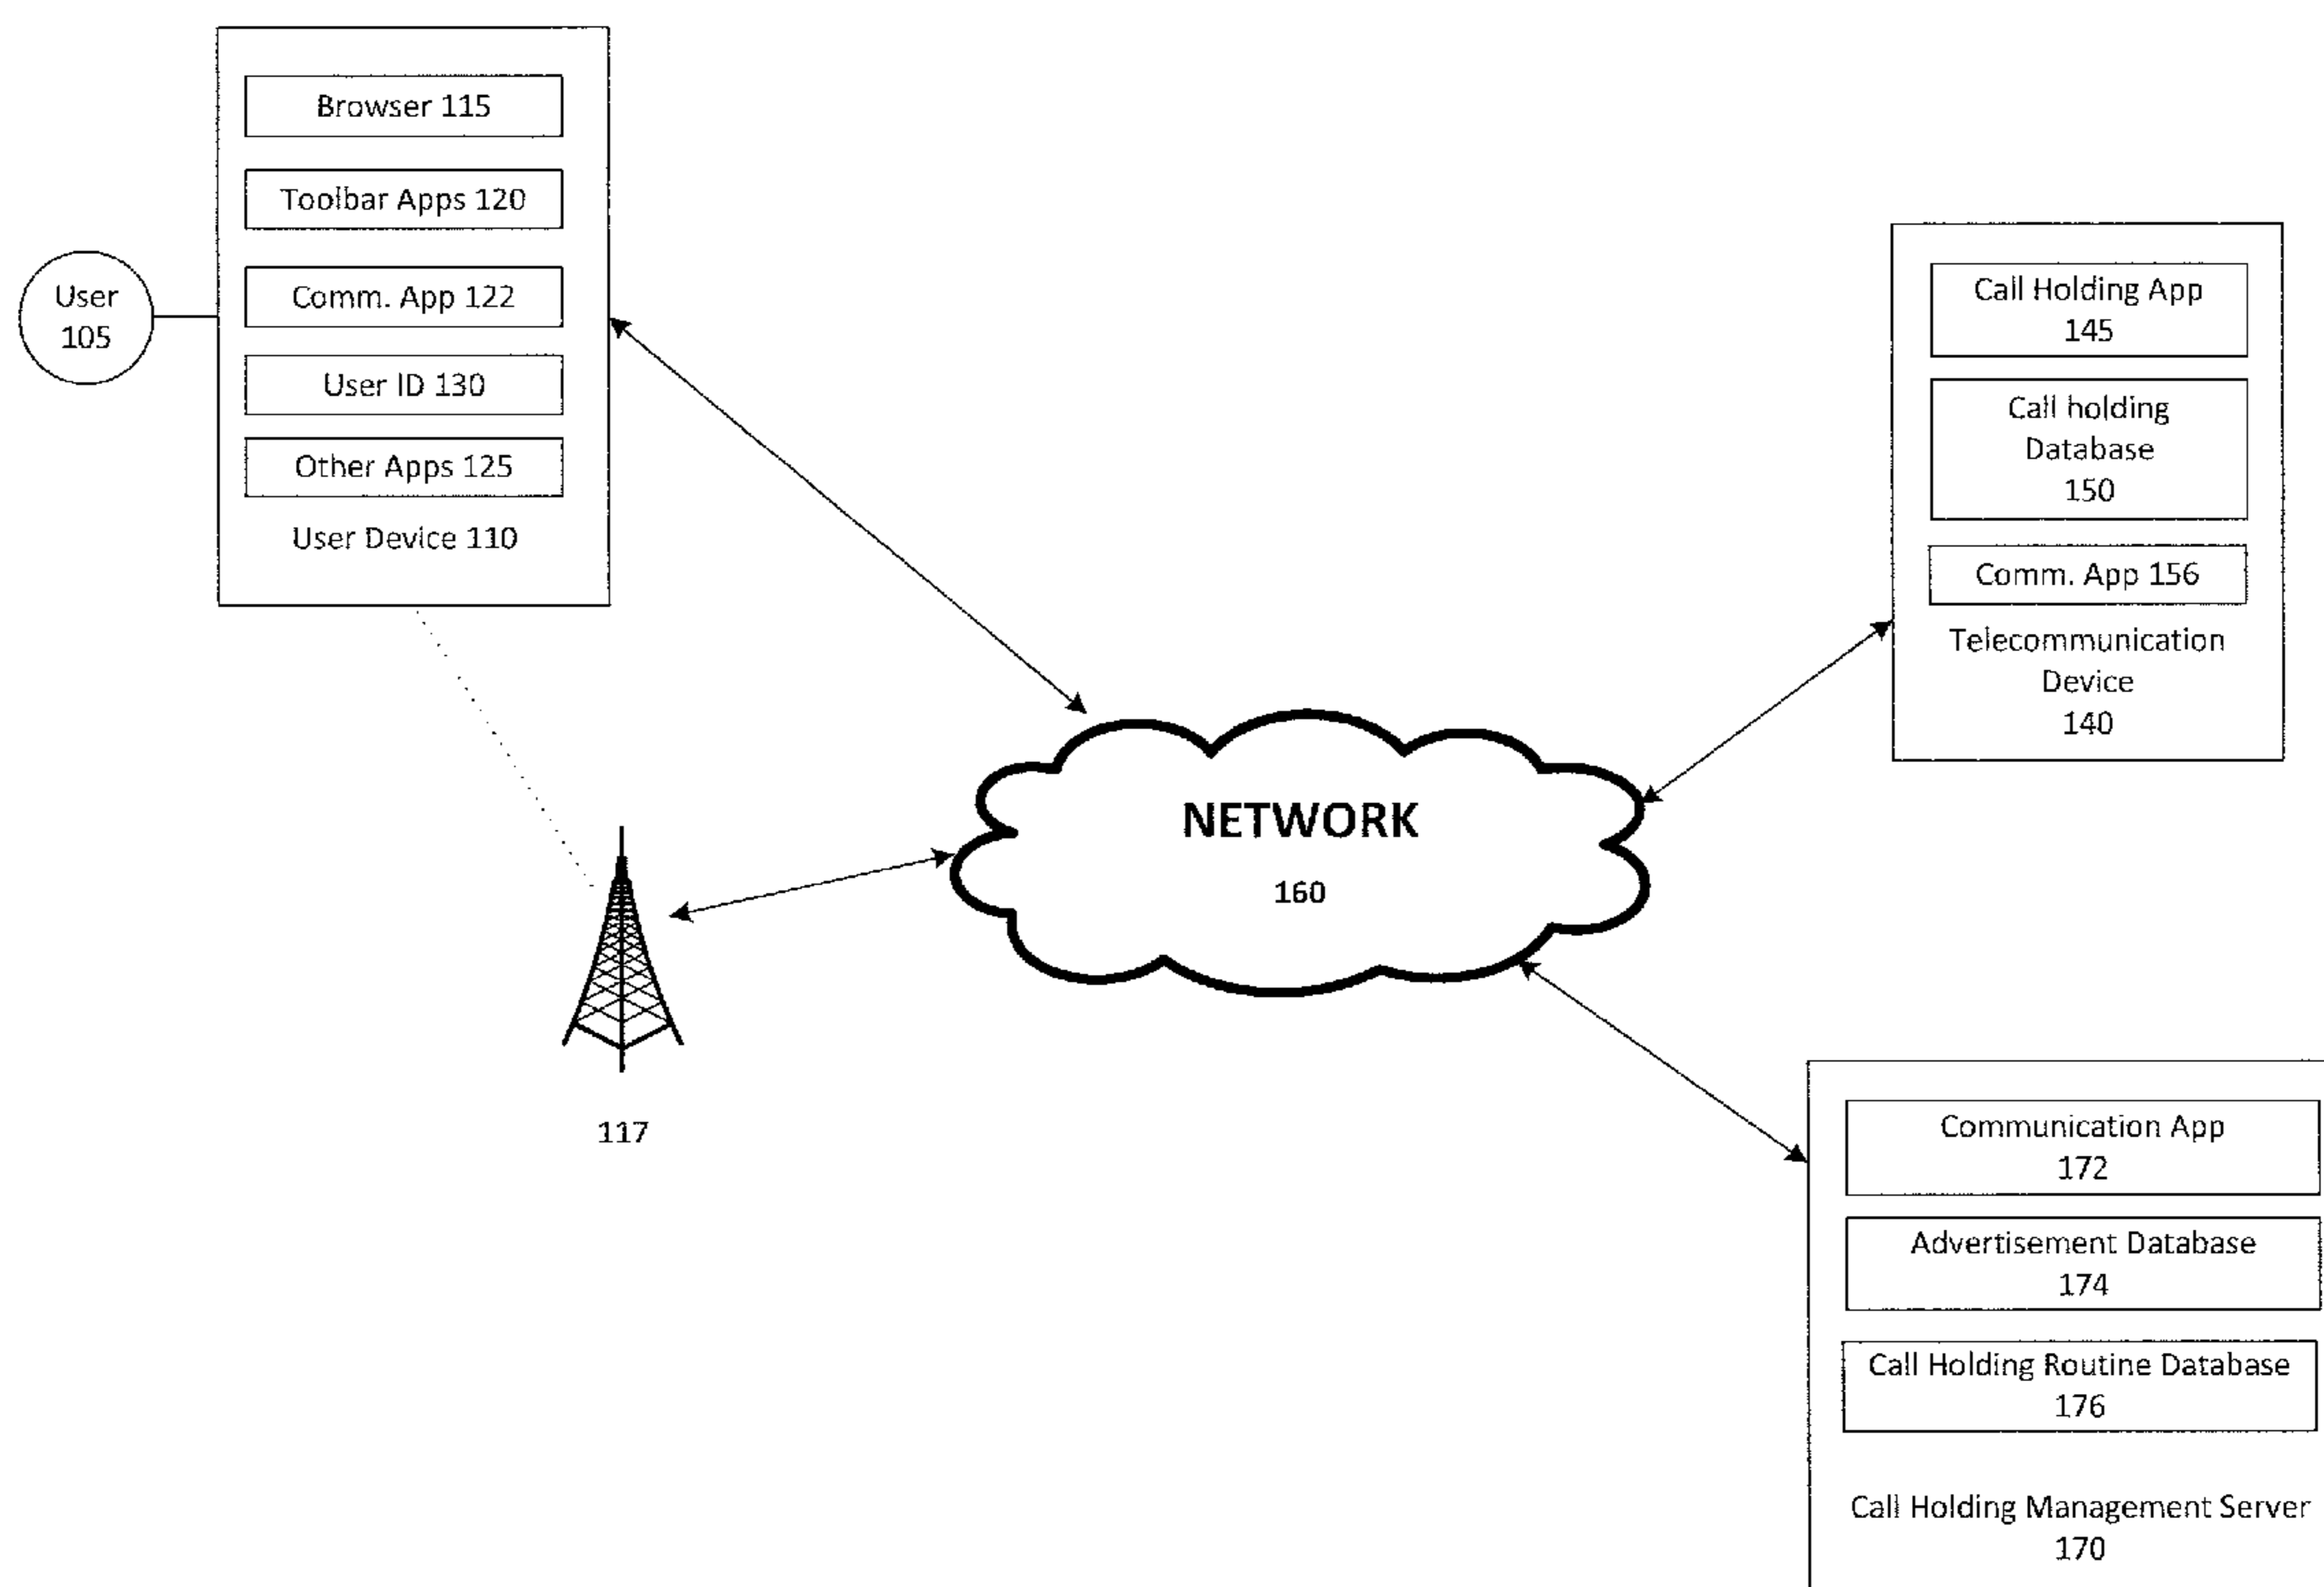 Browser 115
Toolbar Apps 120
Comm. App 122
User ID 130
Other Apps 125
User Device 110
User
105
117
NETWORK
160
Call Holding App
145
Call holding
Database
150
Comm. App 156
Telecommunication
Device
140
Communication App
172
Advertisement Database
174
Call Holding Routine Database
176
Call Holding Management Server
170